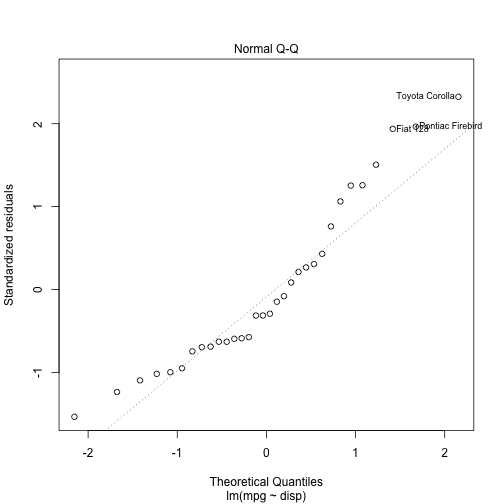 Normal Q-Q
Toyota Corolla
Fiat 128
Pontiac Firebird
2
1
0
-1
Standardized residuals
-2
-1
0
1
2
Theoretical Quantiles
lm(mpg ~ disp)